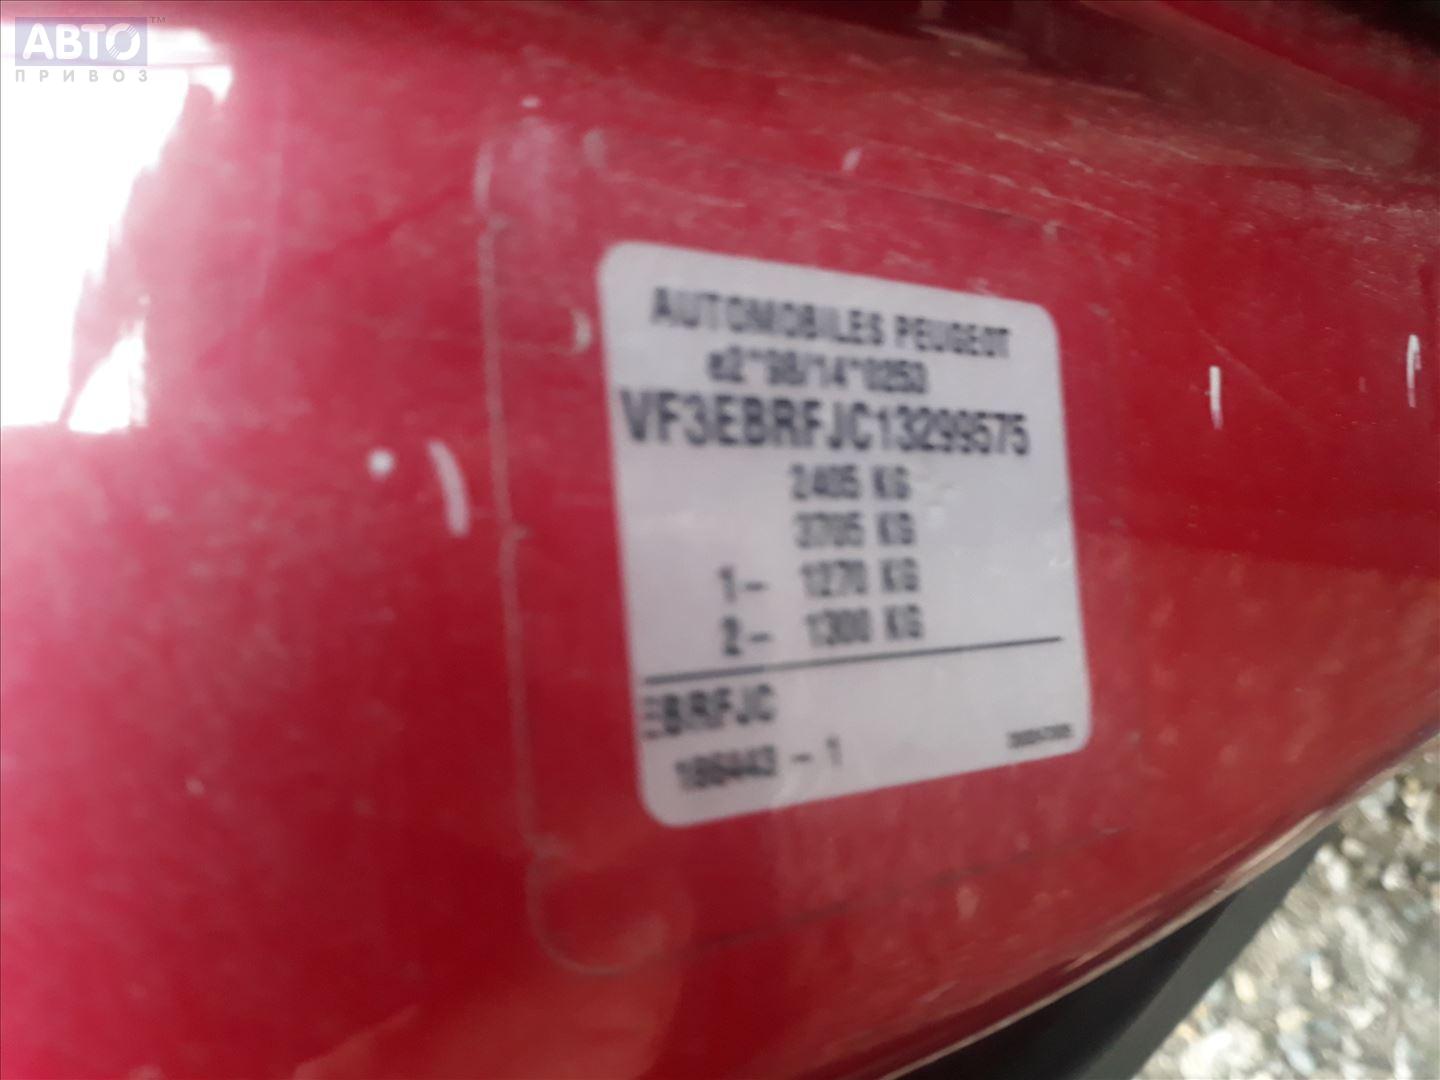 АВТО™
ПРИВОЗ
AUTOMOBILES PEUGEOT
e2*98/14*0253
VF3EBRFJC13299575
2405 KG
3705 KG
1- 1270 KG
2- 1300 KG
EBRFJC
186443 - 1